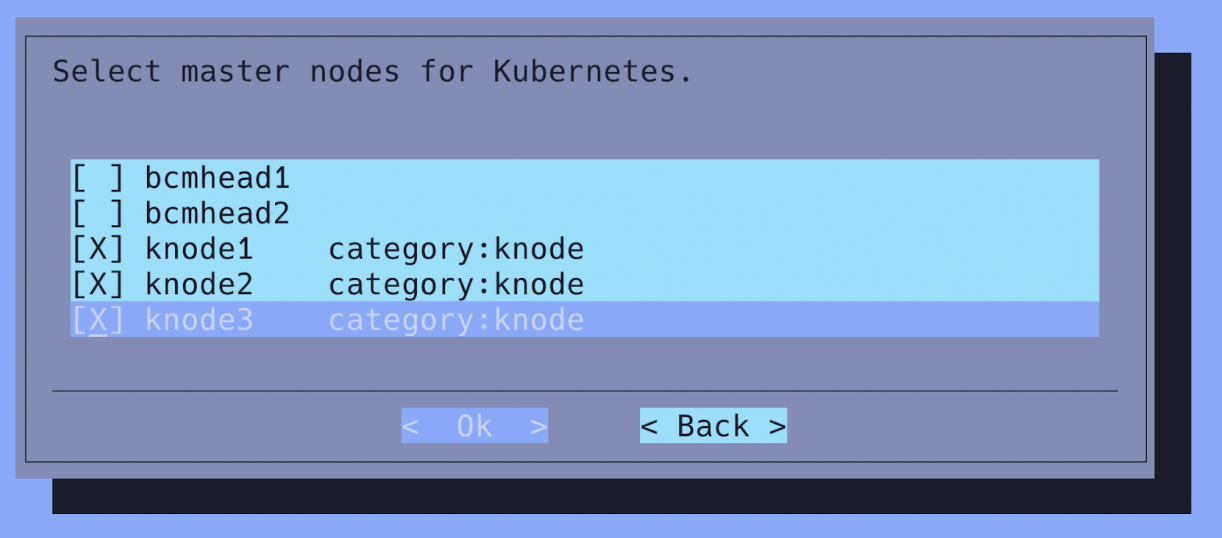 Select master nodes for Kubernetes.
[ ] bcmhead1
[ ] bcmhead2
[X] knode1    category:knode
[X] knode2    category:knode
[X] knode3    category:knode
<  Ok  >     < Back >